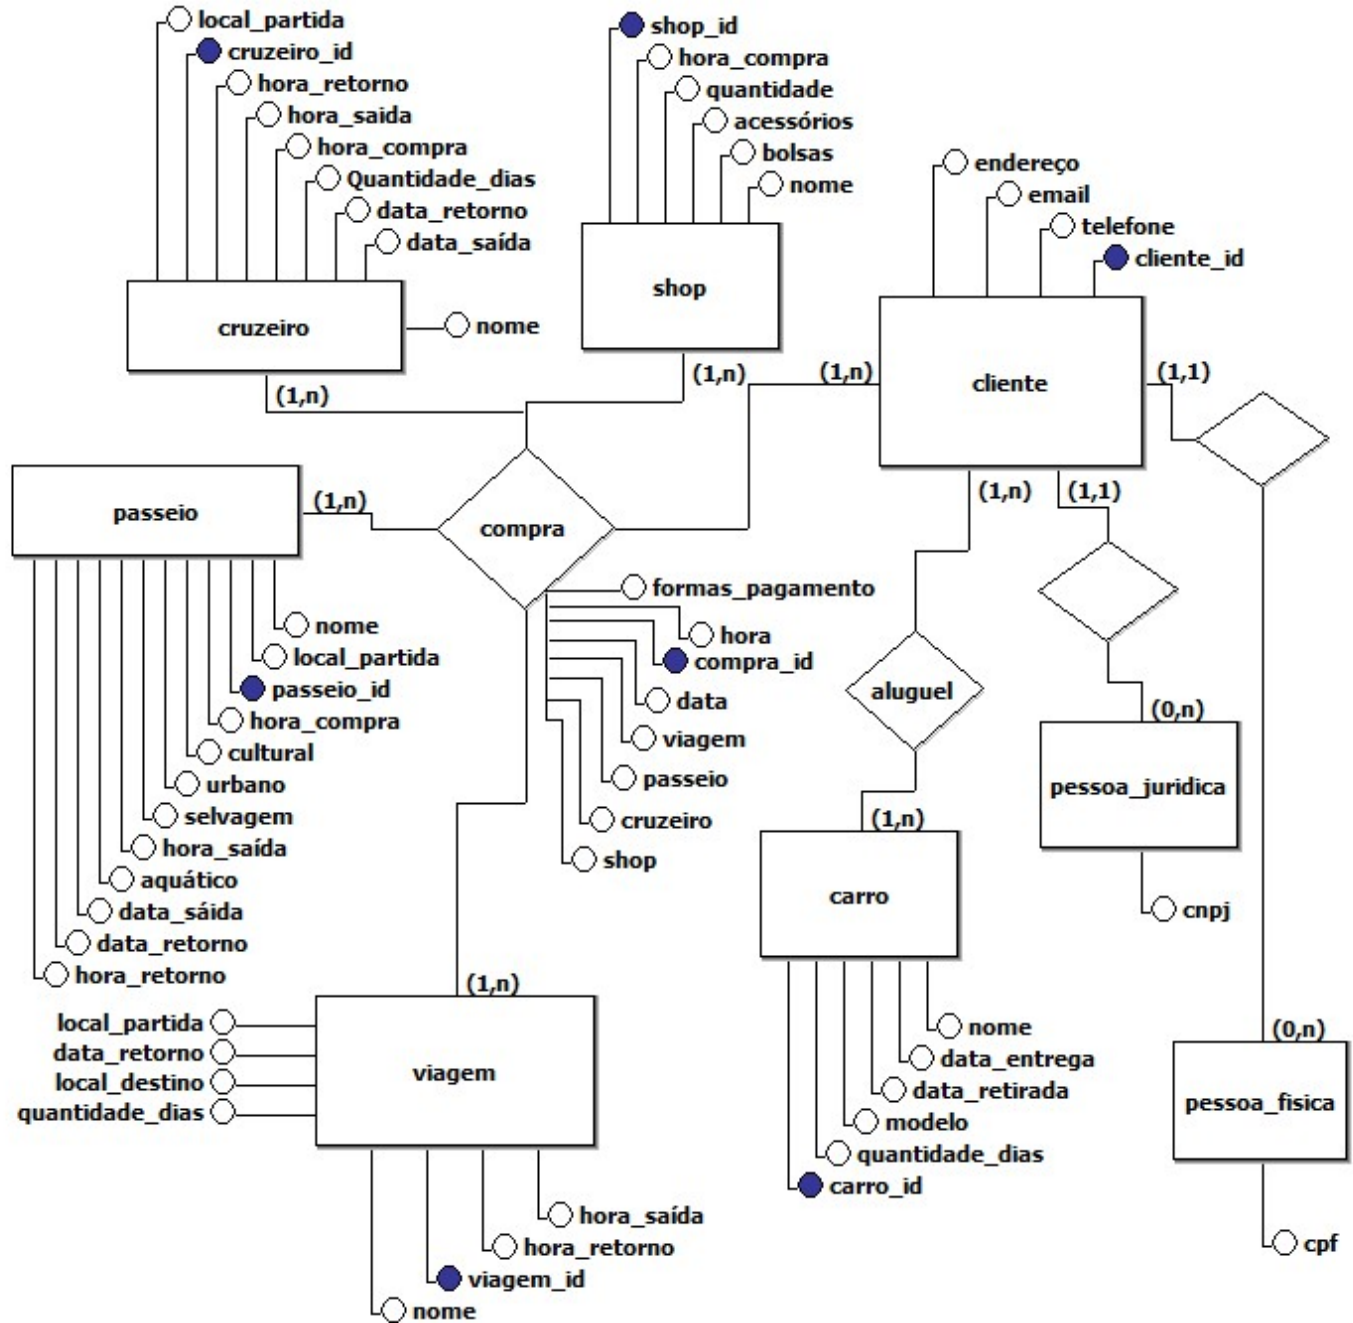 local_partida
cruzeiro_id
hora_retorno
hora_saida
hora_compra
Quantidade_dias
data_retorno
data_saída
cruzeiro
nome
(1,n)
shop_id
hora_compra
quantidade
acessórios
bolsas
nome
shop
(1,n)
endereço
email
telefone
cliente_id
cliente
(1,n)
(1,1)
(1,n)
(1,1)
passeio
(1,n)
compra
nome
local_partida
passeio_id
hora_compra
cultural
urbano
selvagem
hora_saída
aquático
data_sáida
data_retorno
hora_retorno
formas_pagamento
hora
compra_id
data
viagem
passeio
cruzeiro
shop
aluguel
(1,n)
carro
nome
data_entrega
data_retirada
modelo
quantidade_dias
carro_id
(0,n)
pessoa_juridica
cnpj
(0,n)
pessoa_fisica
cpf
(1,n)
local_partida
data_retorno
local_destino
quantidade_dias
viagem
hora_saída
hora_retorno
viagem_id
nome